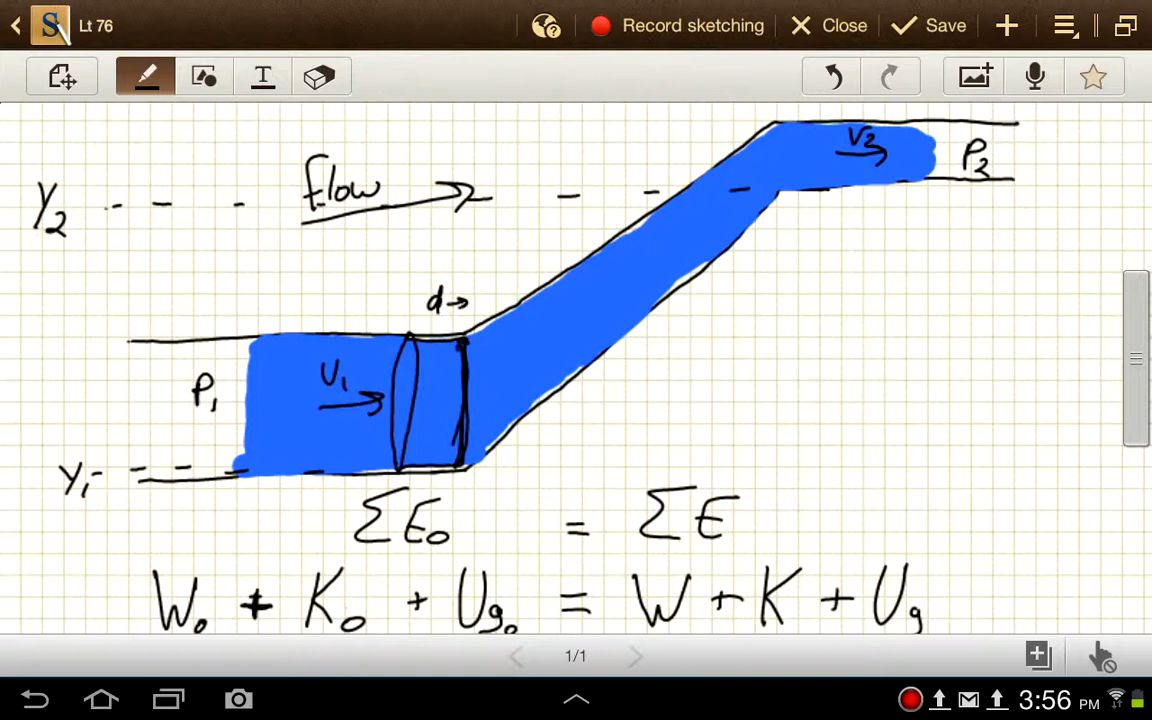 Lt 76 Record sketching Close Save
V2
P2
Y2 flow
d→
V1
P1
Y1
ΣE₀ = ΣE
W₀ + K₀ + Ug₀ = W + K + Ug
1/1
3:56 PM